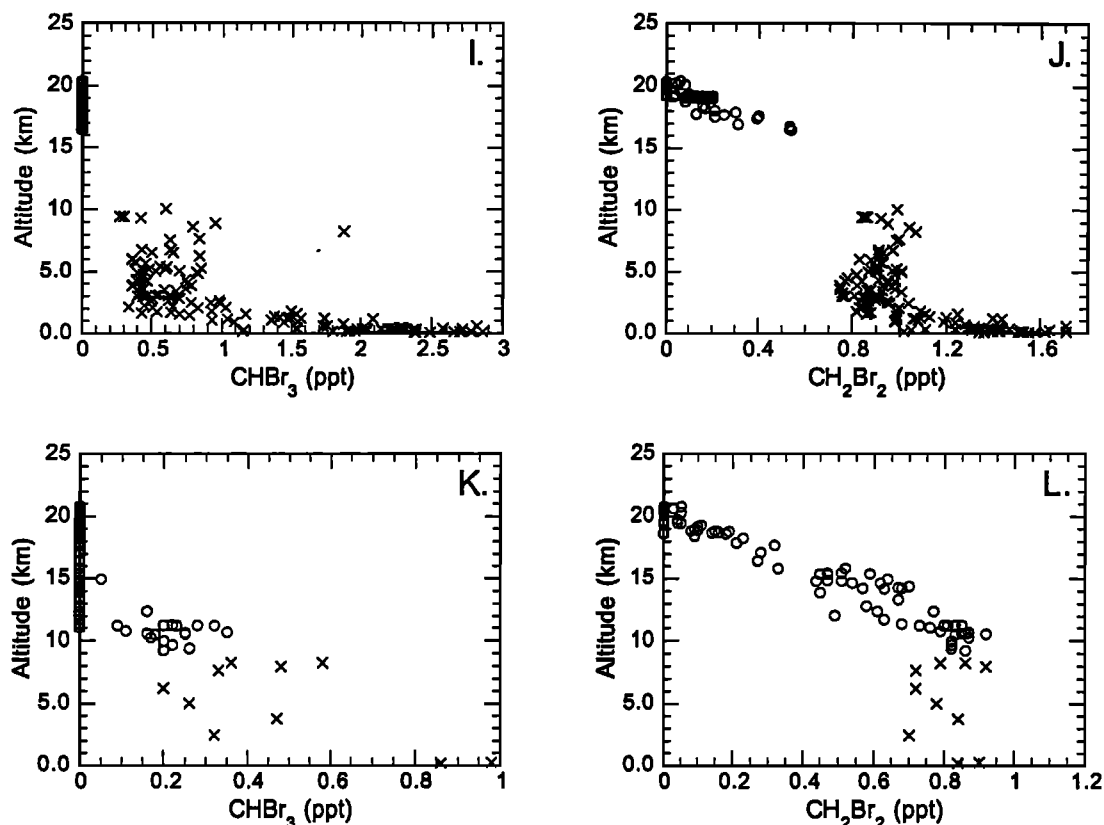 25
I.
20
15
10
5.0
0.0
Altitude (km)
0 0.5 1 1.5 2 2.5 3
CHBr₃ (ppt)
25
J.
20
15
10
5.0
0.0
Altitude (km)
0 0.4 0.8 1.2 1.6
CH₂Br₂ (ppt)
25
K.
20
15
10
5.0
0.0
Altitude (km)
0 0.2 0.4 0.6 0.8 1
CHBr₃ (ppt)
25
L.
20
15
10
5.0
0.0
Altitude (km)
0 0.2 0.4 0.6 0.8 1 1.2
CH₂Br₂ (ppt)